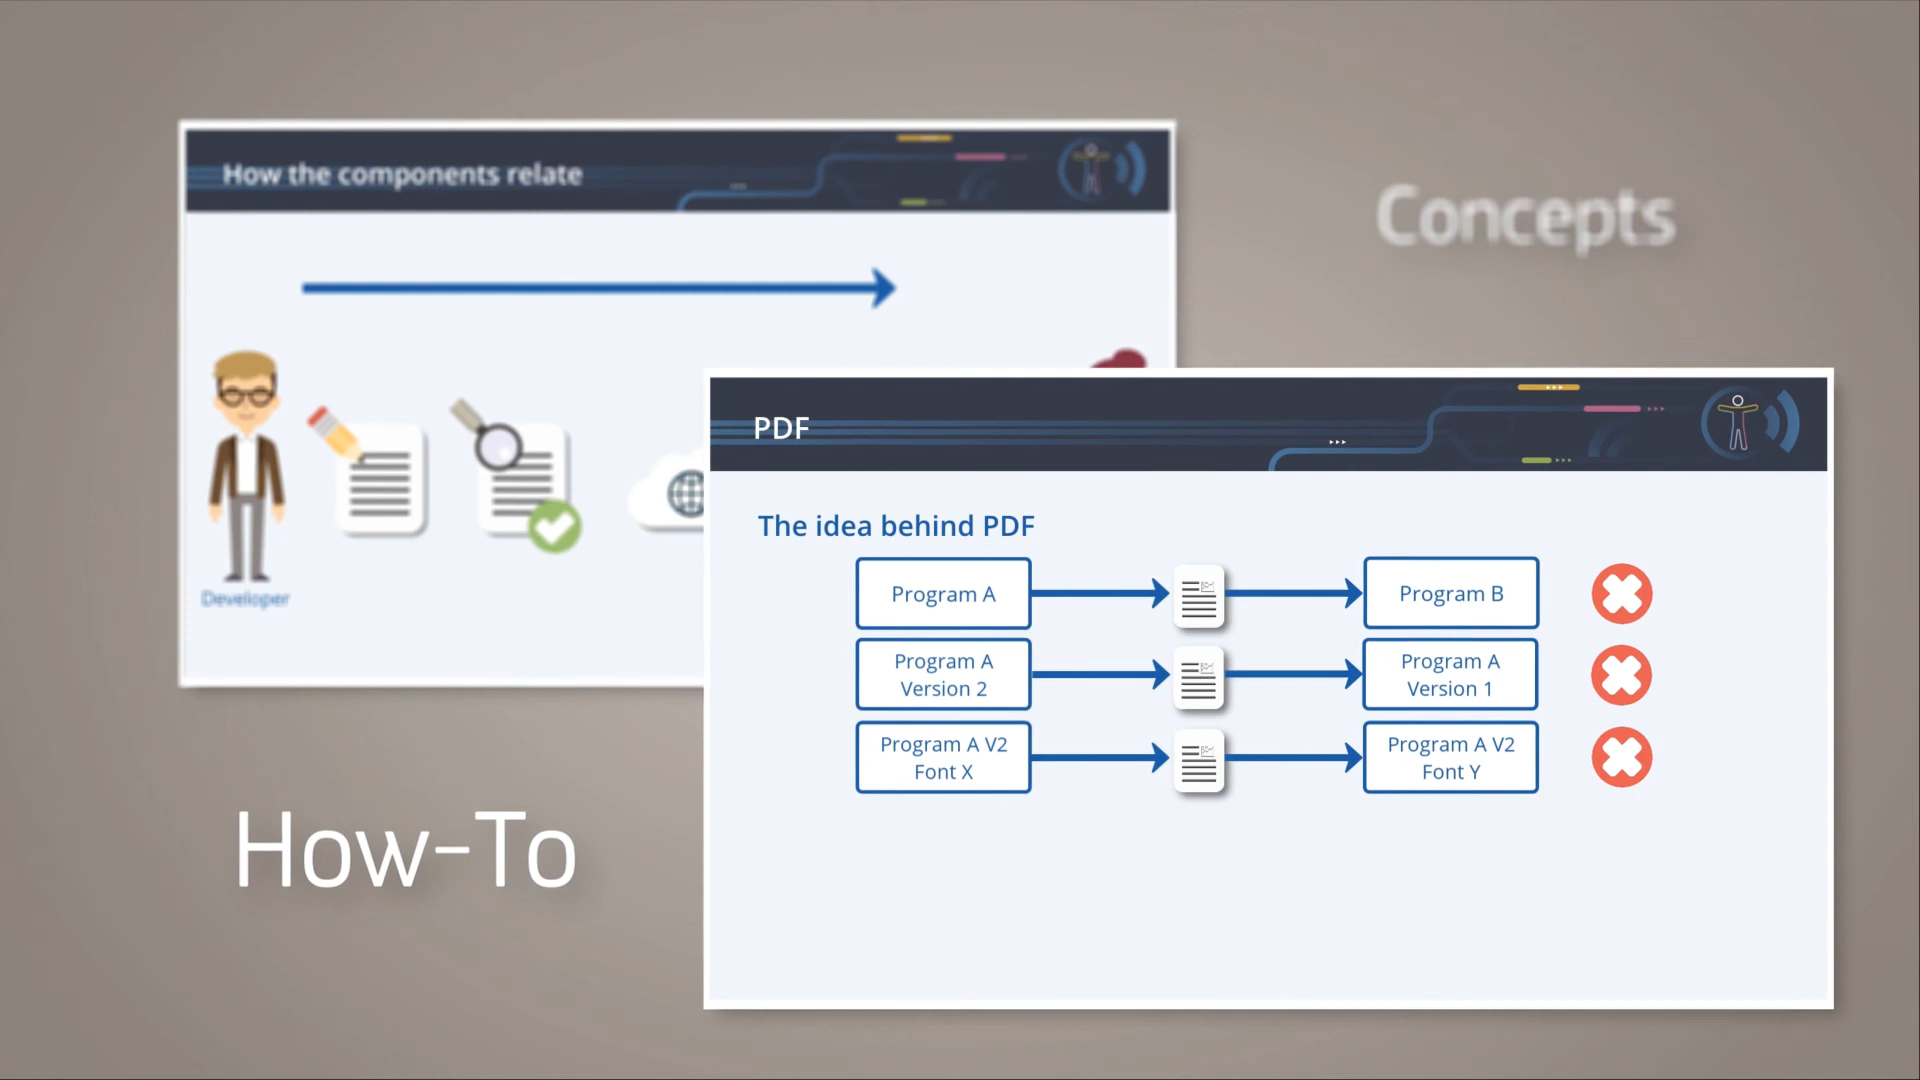 How the components relate
Concepts
Developer
PDF
The idea behind PDF
Program A
Program B
Program A
Version 2
Program A
Version 1
Program A V2
Font X
Program A V2
Font Y
How-To